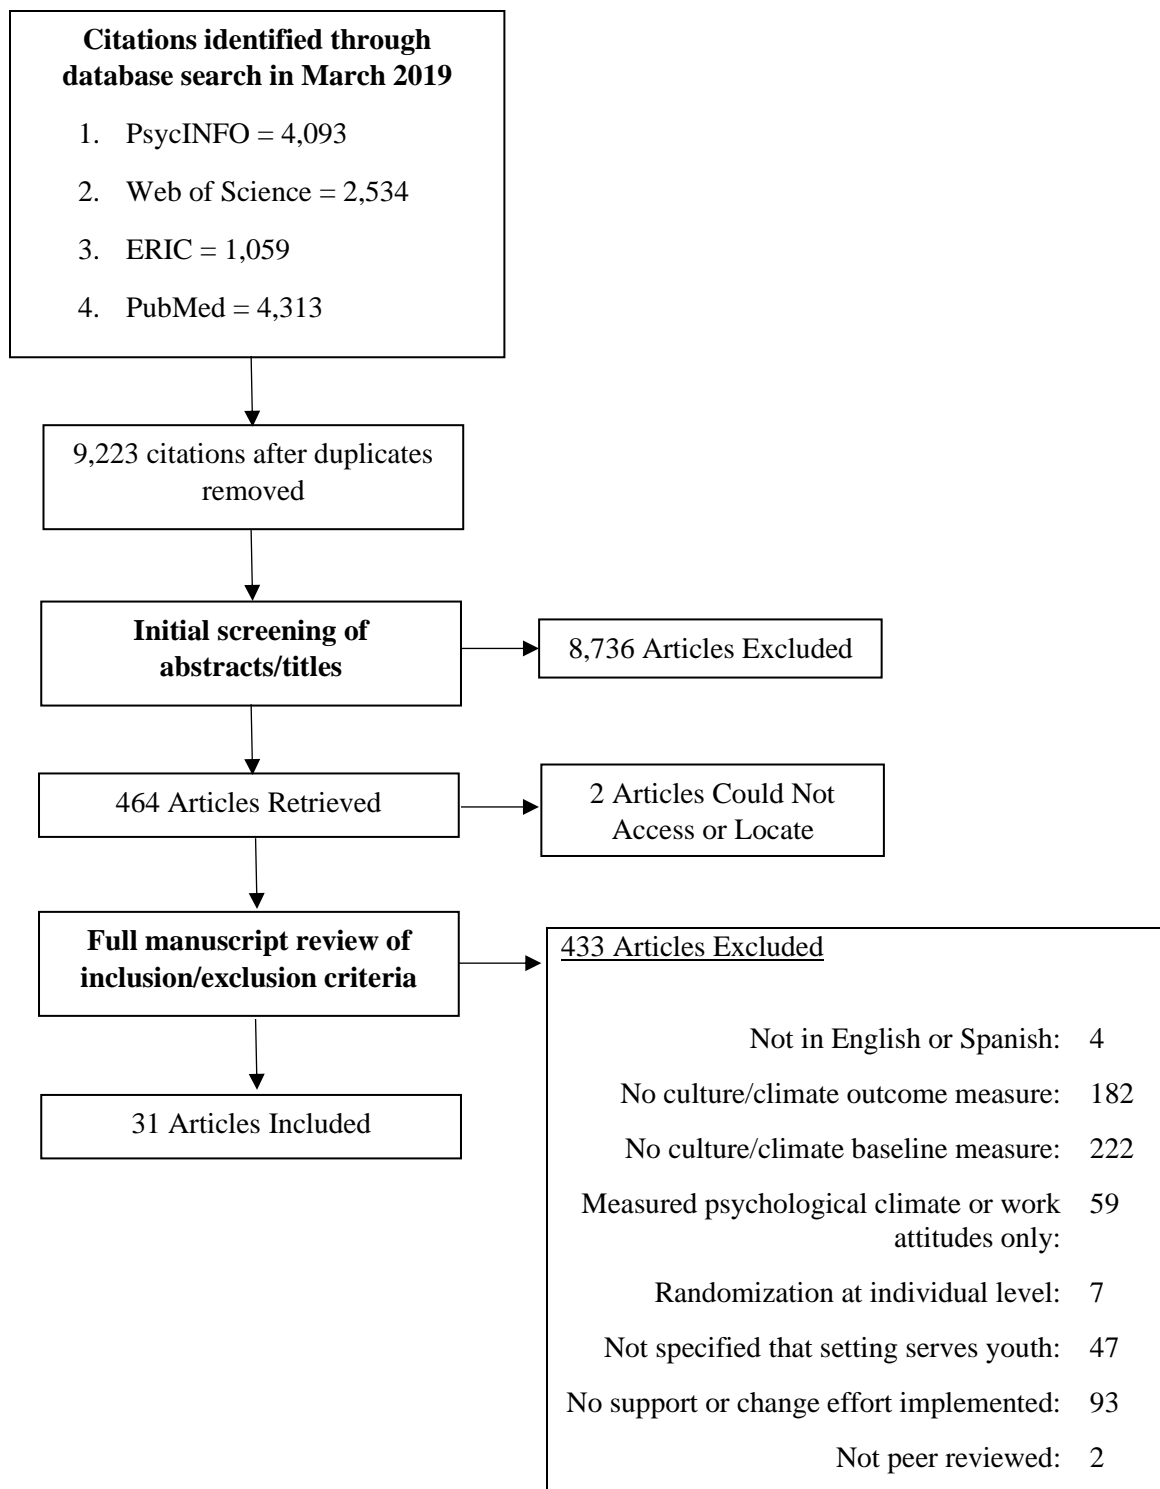 Citations identified through
database search in March 2019
1. PsycINFO = 4,093
2. Web of Science = 2,534
3. ERIC = 1,059
4. PubMed = 4,313
9,223 citations after duplicates
removed
Initial screening of
abstracts/titles
8,736 Articles Excluded
464 Articles Retrieved
2 Articles Could Not
Access or Locate
Full manuscript review of
inclusion/exclusion criteria
433 Articles Excluded
Not in English or Spanish: 4
No culture/climate outcome measure: 182
No culture/climate baseline measure: 222
Measured psychological climate or work 59
attitudes only:
Randomization at individual level: 7
Not specified that setting serves youth: 47
No support or change effort implemented: 93
Not peer reviewed: 2
31 Articles Included